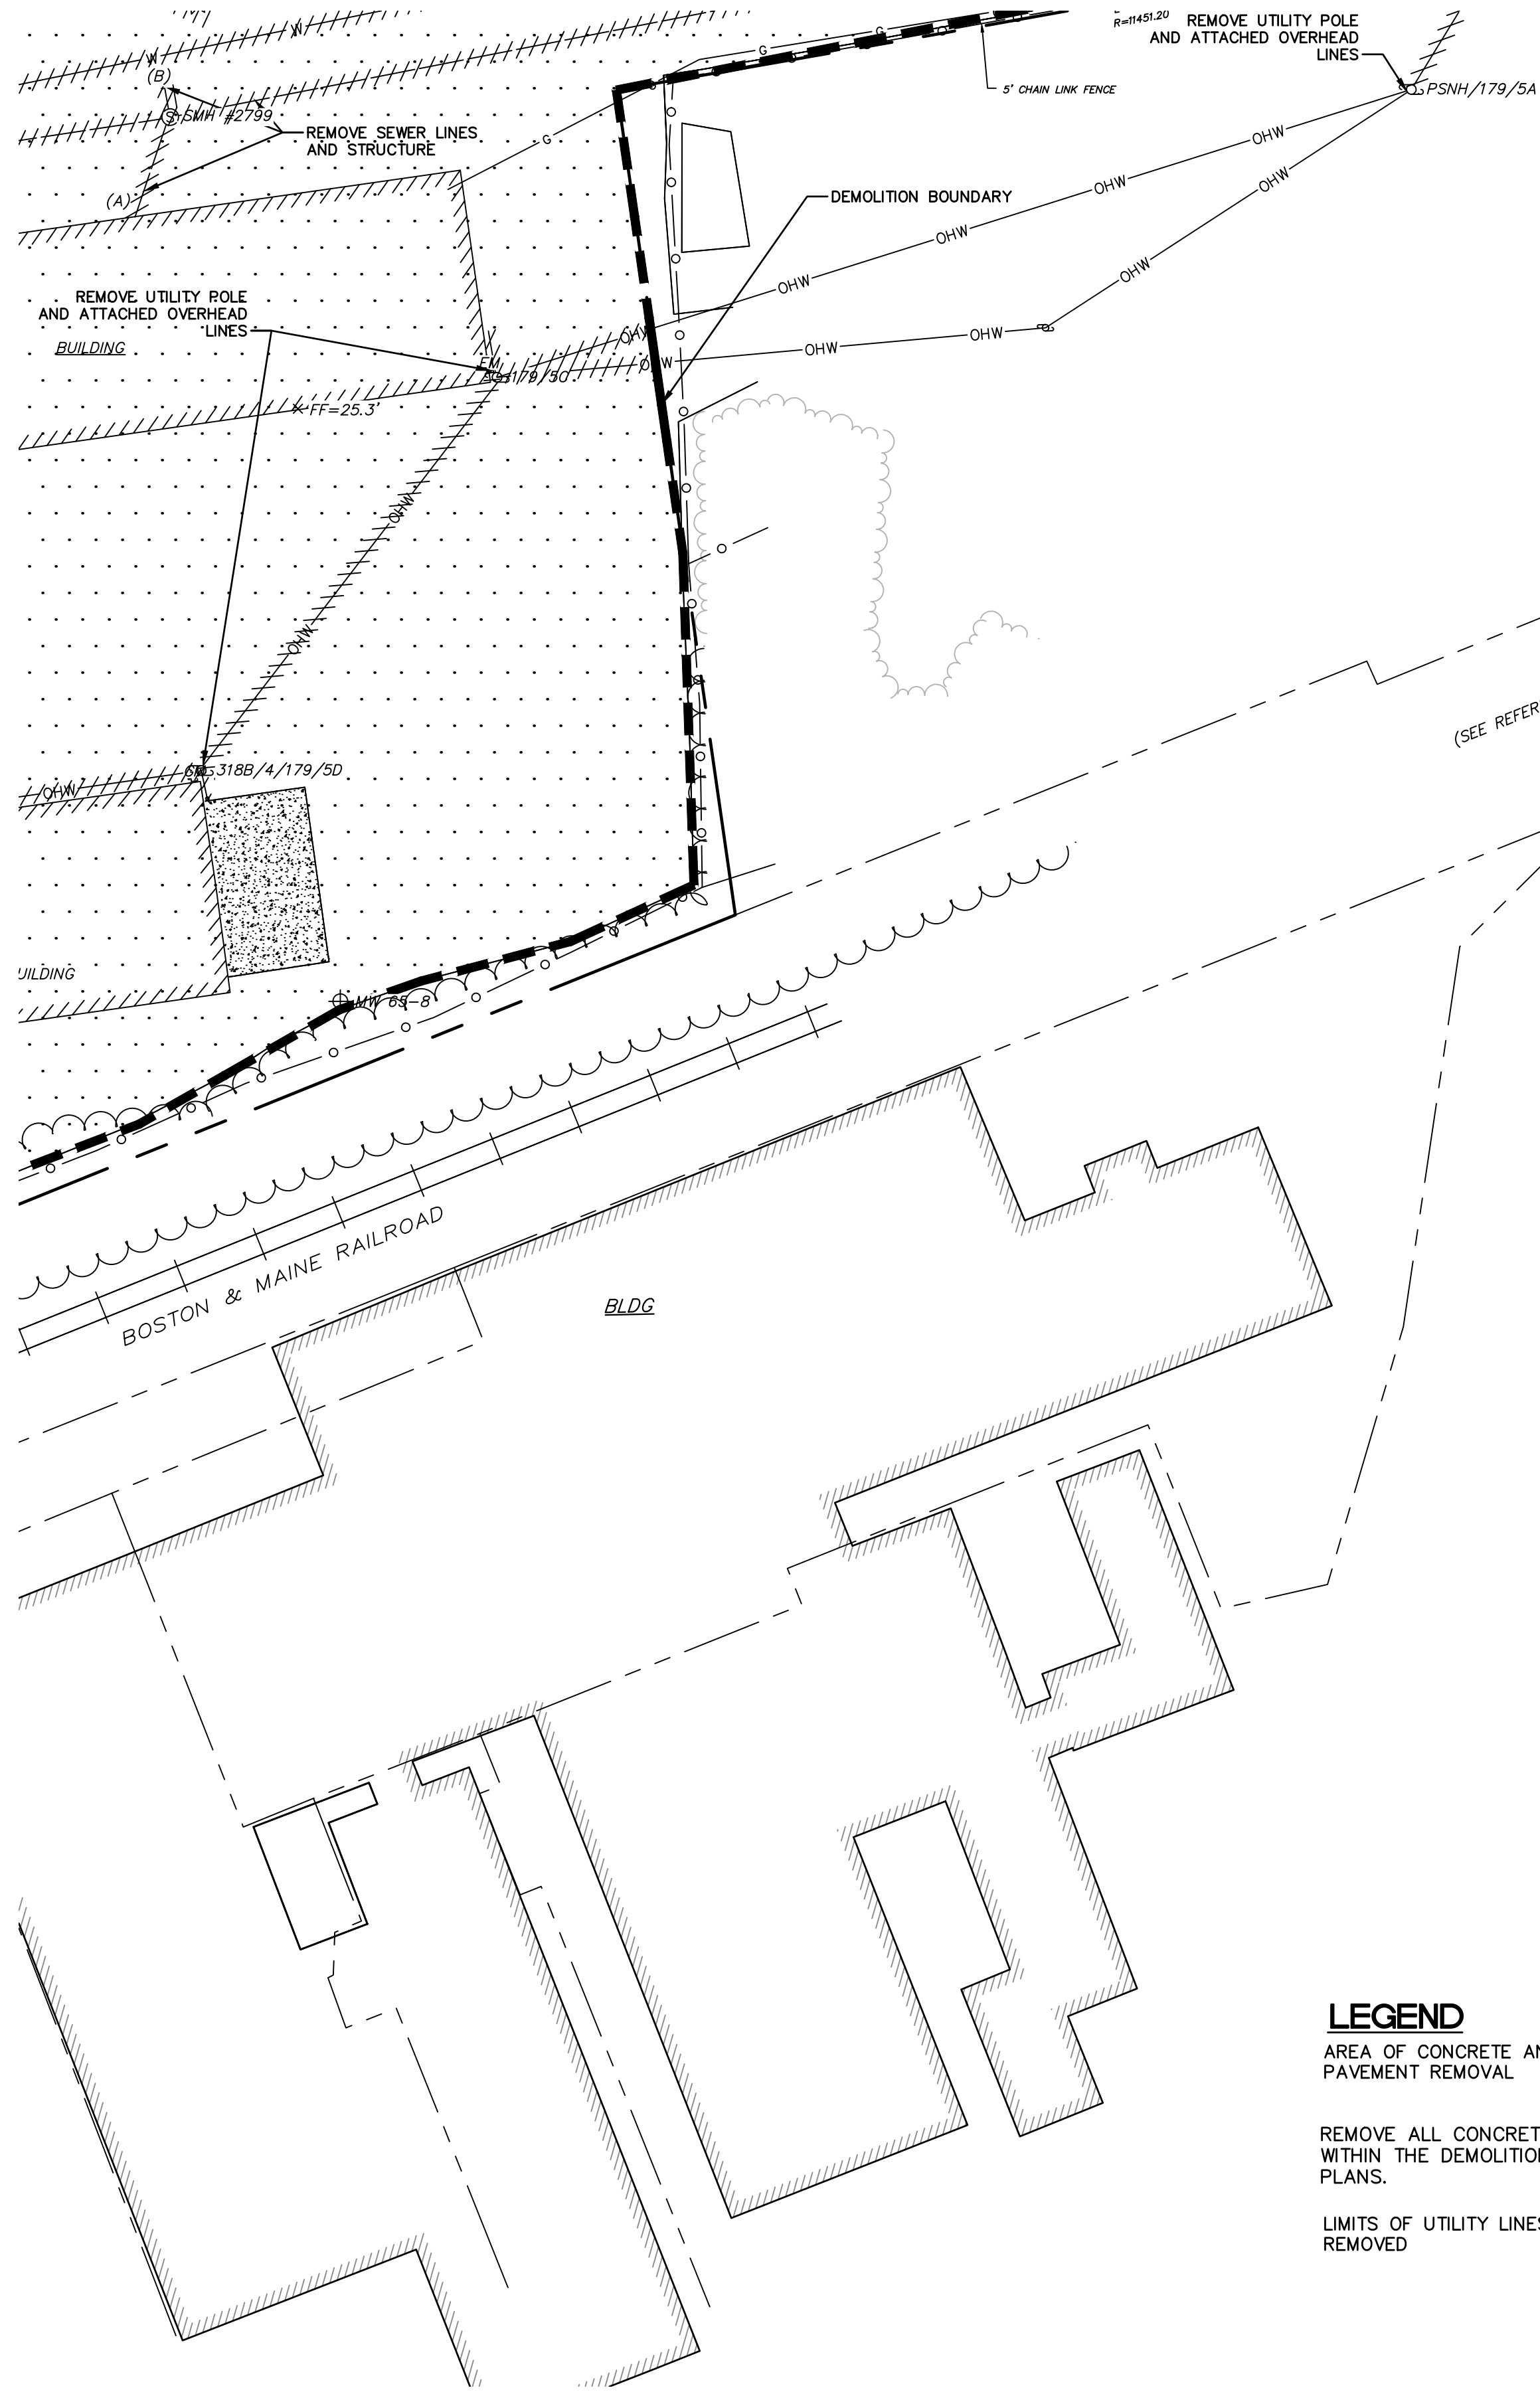 R=11451.20
REMOVE UTILITY POLE
AND ATTACHED OVERHEAD
LINES
PSNH/179/5A
5' CHAIN LINK FENCE
W
W
G
G
(B)
SMH #2799
REMOVE SEWER LINES
AND STRUCTURE
(A)
G
OHW
OHW
OHW
OHW
OHW
OHW
DEMOLITION BOUNDARY
REMOVE UTILITY POLE
AND ATTACHED OVERHEAD
LINES
BUILDING
OHW
OHW
OHW
OHW
EM
179/5C
FF=25.3'
OHW
OHW
(SEE REFER
318B/4/179/5D
OHW
UILDING
MW 65-8
BOSTON & MAINE RAILROAD
BLDG
LEGEND
AREA OF CONCRETE AN
PAVEMENT REMOVAL
REMOVE ALL CONCRET
WITHIN THE DEMOLITION
PLANS.
LIMITS OF UTILITY LINES
REMOVED